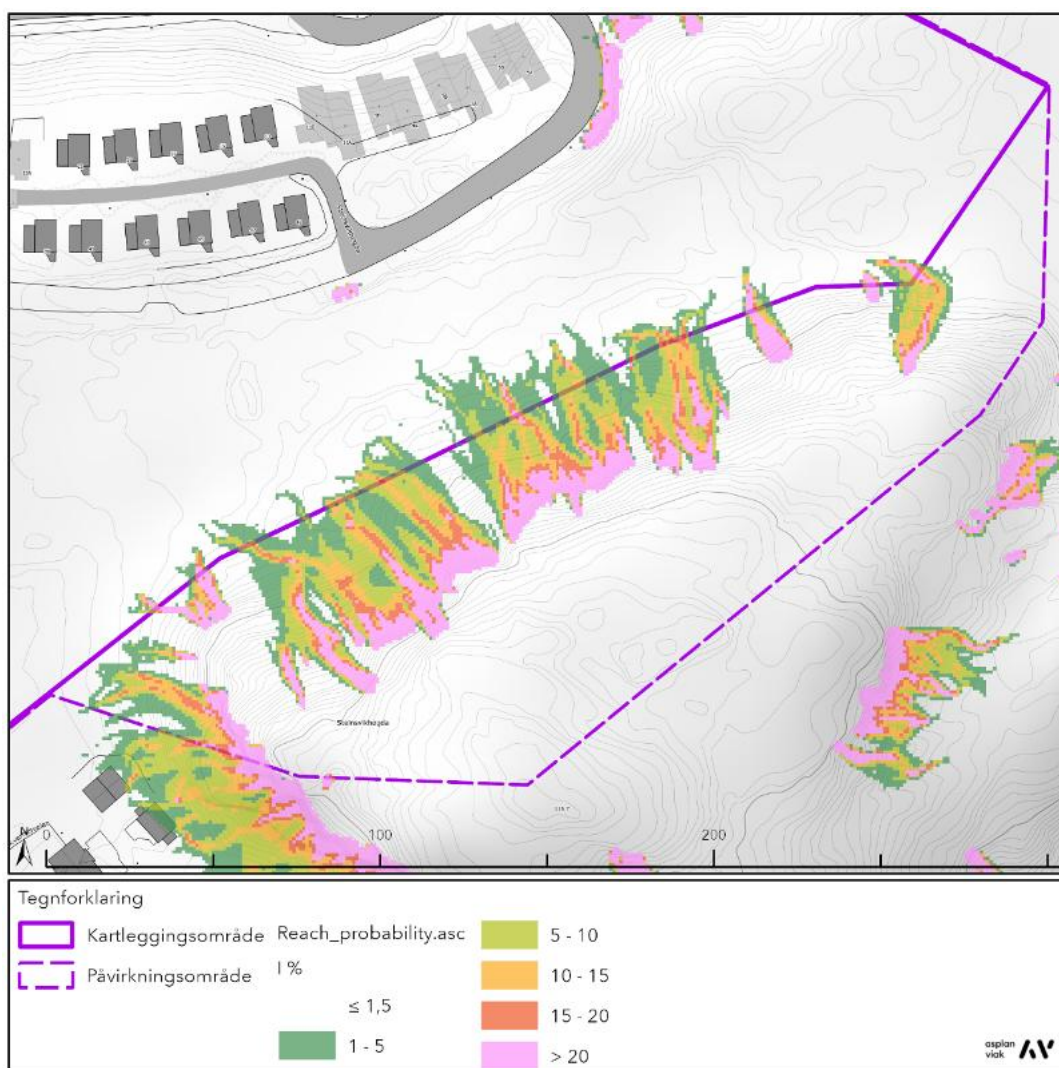 Steinsvikhøgda
0
100
200
Tegnforklaring
Kartleggingsområde
Påvirkningsområde
Reach_probability.asc
I %
≤ 1,5
1 - 5
5 - 10
10 - 15
15 - 20
> 20
asplan
viak